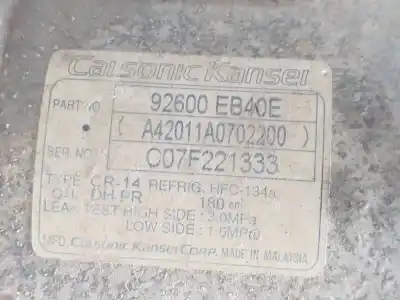 Calsonic Kansei
PART NO 92600 EB40E
( A42011A0702200 )
SER NO C07F221333
TYPE CR-14 REFRIG. HFC-134a
OIL DH-PR 180 cm³
LEAK TEST HIGH SIDE : 3.0MPa
LOW SIDE : 1.6MPa
MFD. Calsonic Kansei Corp. MADE IN MALAYSIA